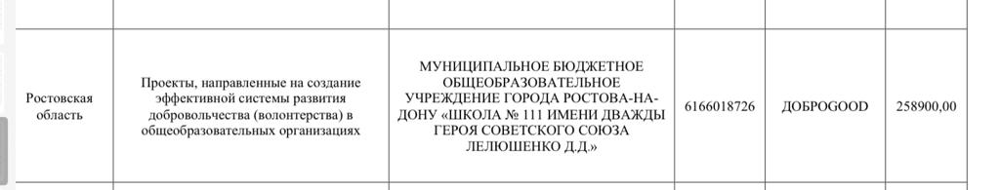 Ростовская
область
Проекты, направленные на создание
эффективной системы развития
добровольчества (волонтерства) в
общеобразовательных организациях
МУНИЦИПАЛЬНОЕ БЮДЖЕТНОЕ
ОБЩЕОБРАЗОВАТЕЛЬНОЕ
УЧРЕЖДЕНИЕ ГОРОДА РОСТОВА-НА-
ДОНУ «ШКОЛА № 111 ИМЕНИ ДВАЖДЫ
ГЕРОЯ СОВЕТСКОГО СОЮЗА
ЛЕЛЮШЕНКО Д.Д.»
6166018726
ДОБРОGOOD
258900,00